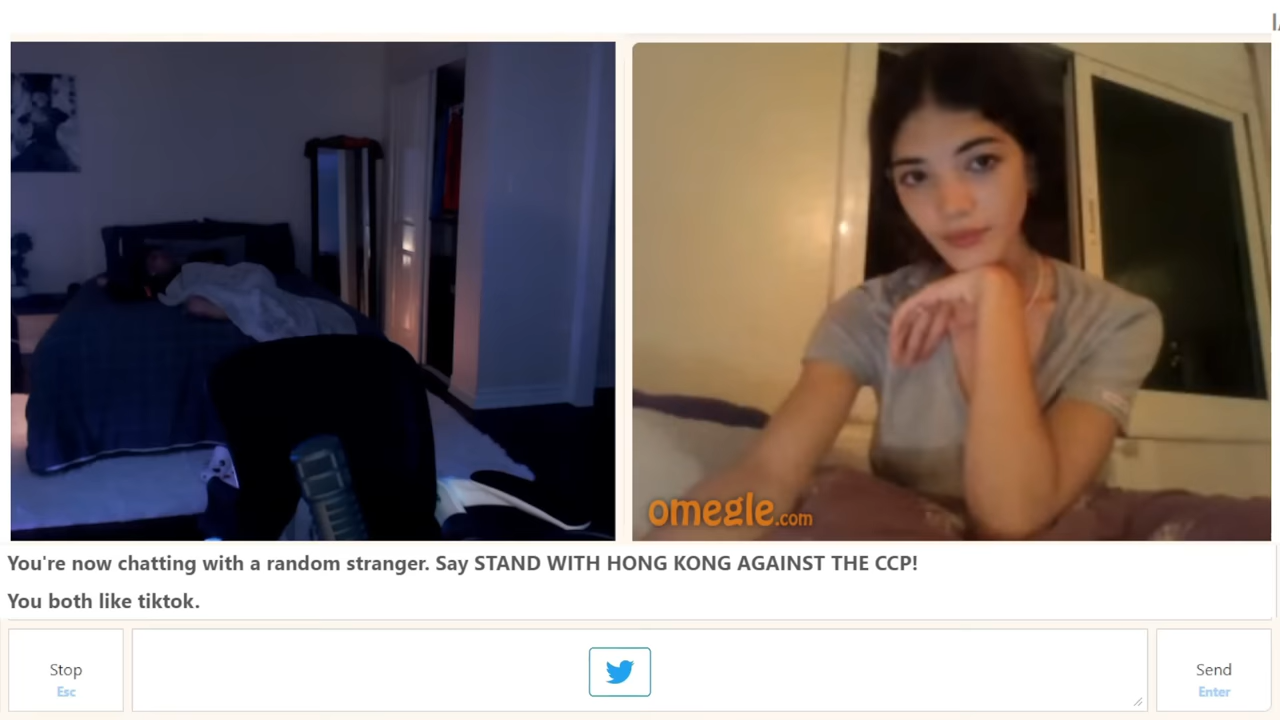 omegle.com
You're now chatting with a random stranger. Say STAND WITH HONG KONG AGAINST THE CCP!
You both like tiktok.
Stop
Esc
Send
Enter